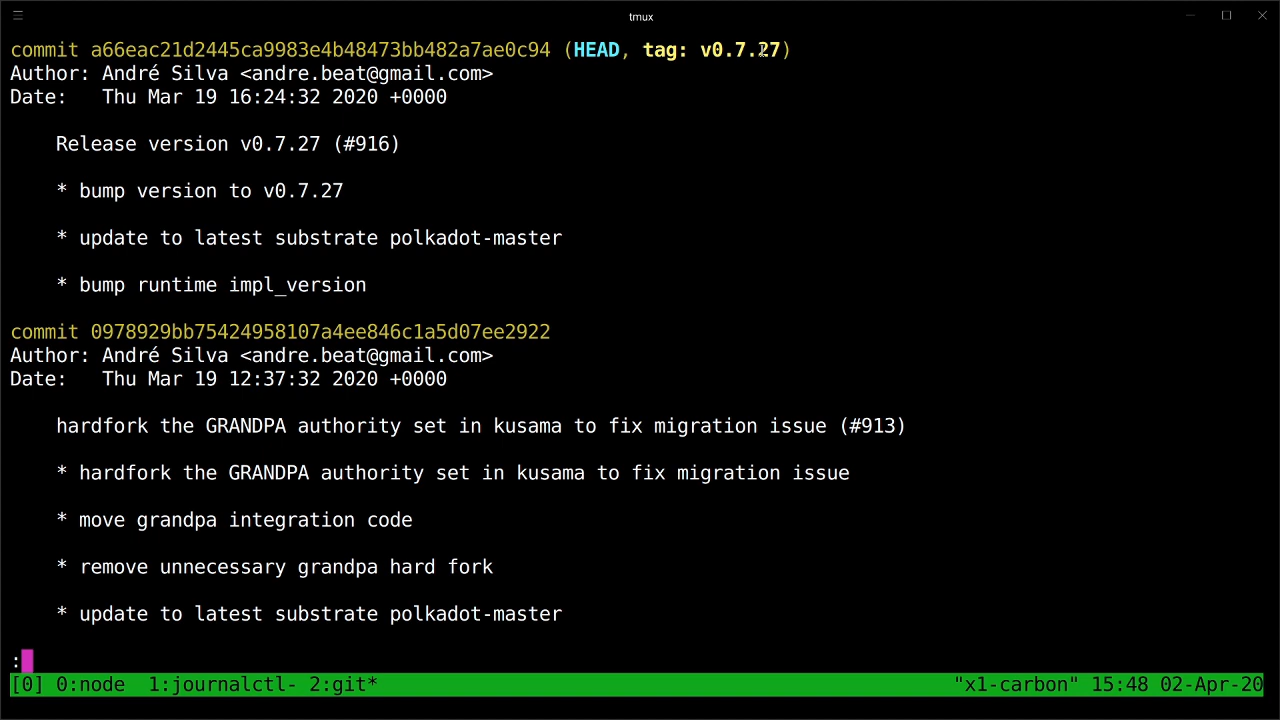 tmux
commit a66eac21d2445ca9983e4b48473bb482a7ae0c94 (HEAD, tag: v0.7.27)
Author: André Silva <andre.beat@gmail.com>
Date:   Thu Mar 19 16:24:32 2020 +0000
Release version v0.7.27 (#916)
* bump version to v0.7.27
* update to latest substrate polkadot-master
* bump runtime impl_version
commit 0978929bb75424958107a4ee846c1a5d07ee2922
Author: André Silva <andre.beat@gmail.com>
Date:   Thu Mar 19 12:37:32 2020 +0000
hardfork the GRANDPA authority set in kusama to fix migration issue (#913)
* hardfork the GRANDPA authority set in kusama to fix migration issue
* move grandpa integration code
* remove unnecessary grandpa hard fork
* update to latest substrate polkadot-master
:
[0] 0:node  1:journalctl- 2:git* "x1-carbon" 15:48 02-Apr-20